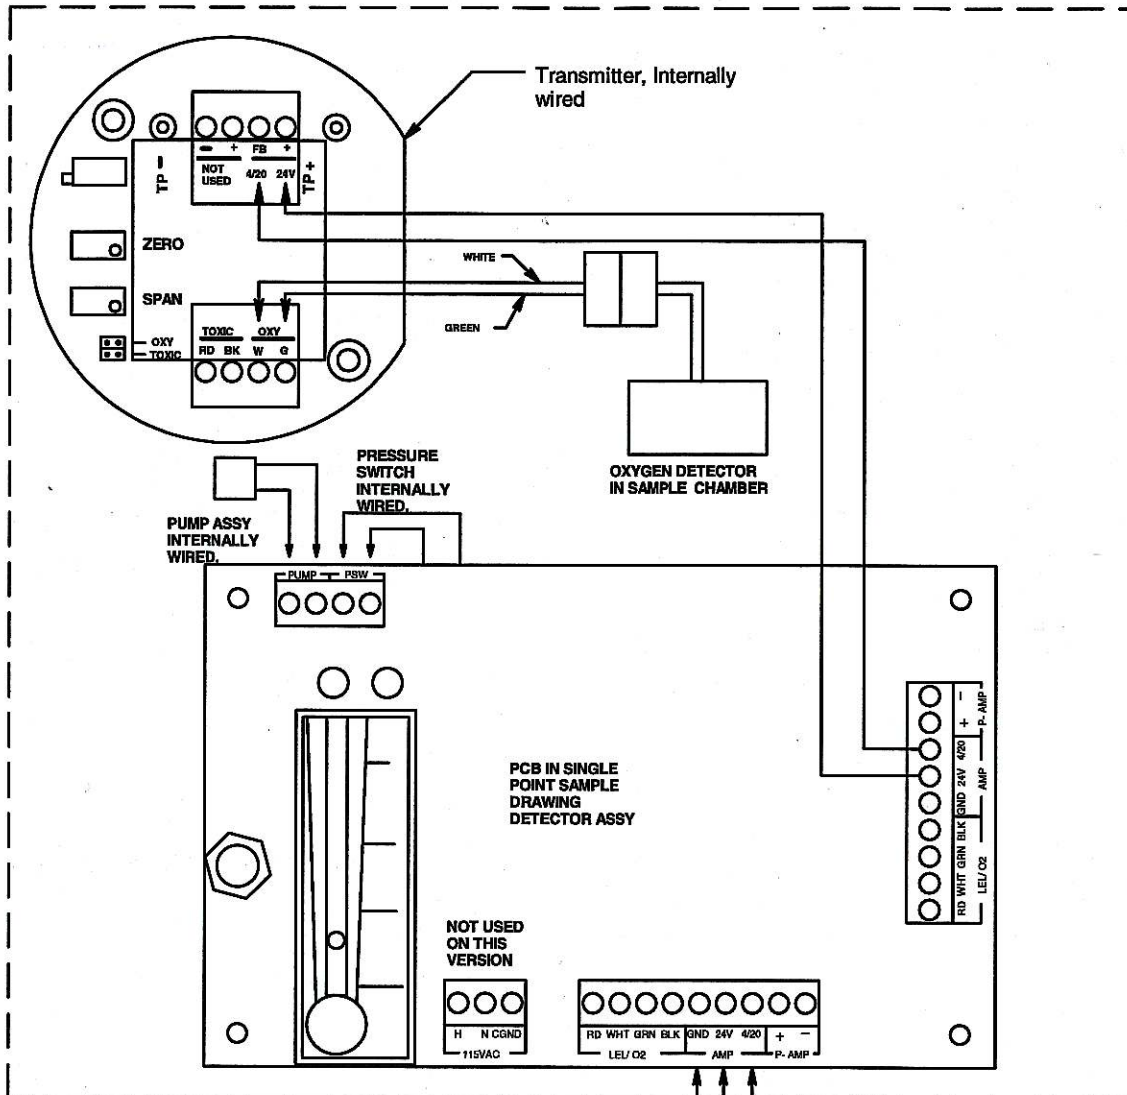 Transmitter, Internally
wired
− + FB +
NOT
USED
4/20 24V
TP −
TP +
ZERO
SPAN
OXY
TOXIC
TOXIC OXY
RD BK W G
WHITE
GREEN
OXYGEN DETECTOR
IN SAMPLE CHAMBER
PRESSURE
SWITCH
INTERNALLY
WIRED.
PUMP ASSY
INTERNALLY
WIRED.
PUMP PSW
PCB IN SINGLE
POINT SAMPLE
DRAWING
DETECTOR ASSY
RD WHT GRN BLK GND 24V 4/20 + −
LEL/ O2 AMP P- AMP
NOT USED
ON THIS
VERSION
H N CGND
115VAC
RD WHT GRN BLK GND 24V 4/20 + −
LEL/ O2 AMP P- AMP